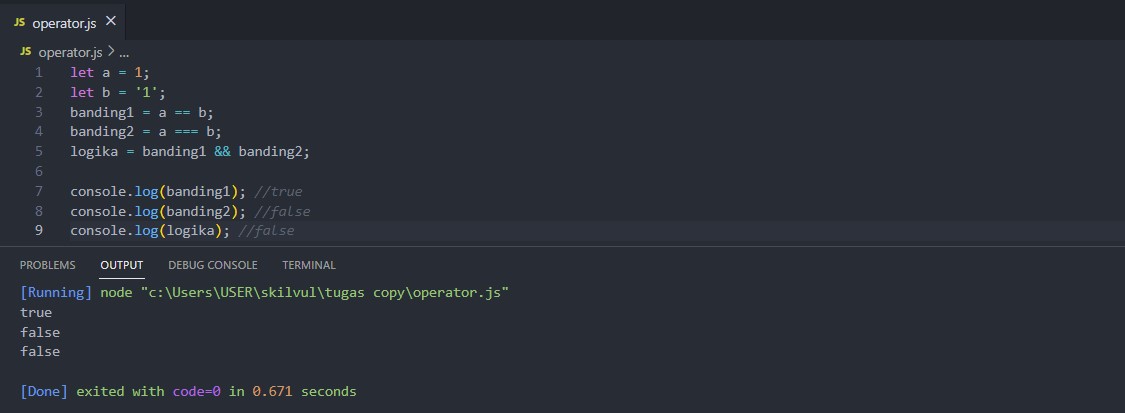 JS operator.js ×
JS operator.js > ...
1 let a = 1;
2 let b = '1';
3 banding1 = a == b;
4 banding2 = a === b;
5 logika = banding1 && banding2;
6
7 console.log(banding1); //true
8 console.log(banding2); //false
9 console.log(logika); //false
PROBLEMS OUTPUT DEBUG CONSOLE TERMINAL
[Running] node "c:\Users\USER\skilvul\tugas copy\operator.js"
true
false
false
[Done] exited with code=0 in 0.671 seconds